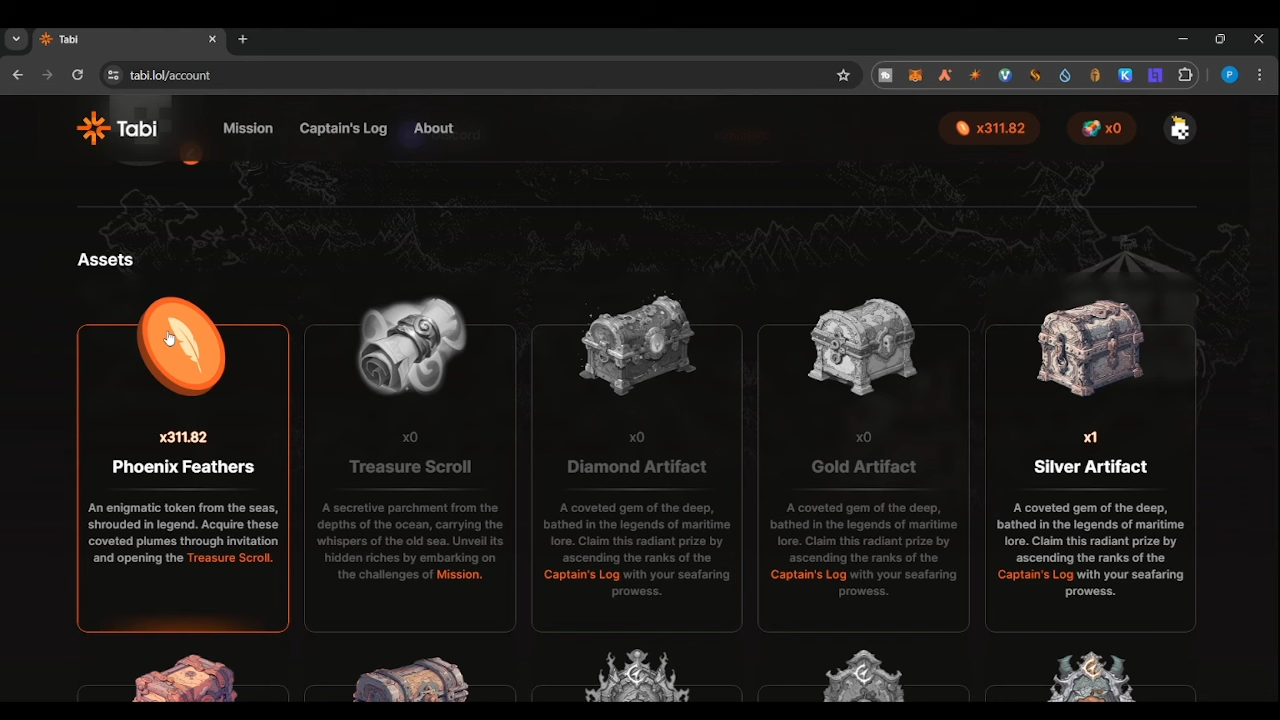 Tabi
tabi.lol/account
P
Tabi
Mission
Captain's Log
About
x311.82
x0
Assets
x311.82
Phoenix Feathers
An enigmatic token from the seas,
shrouded in legend. Acquire these
coveted plumes through invitation
and opening the Treasure Scroll.
x0
Treasure Scroll
A secretive parchment from the
depths of the ocean, carrying the
whispers of the old sea. Unveil its
hidden riches by embarking on
the challenges of Mission.
x0
Diamond Artifact
A coveted gem of the deep,
bathed in the legends of maritime
lore. Claim this radiant prize by
ascending the ranks of the
Captain's Log with your seafaring
prowess.
x0
Gold Artifact
A coveted gem of the deep,
bathed in the legends of maritime
lore. Claim this radiant prize by
ascending the ranks of the
Captain's Log with your seafaring
prowess.
x1
Silver Artifact
A coveted gem of the deep,
bathed in the legends of maritime
lore. Claim this radiant prize by
ascending the ranks of the
Captain's Log with your seafaring
prowess.